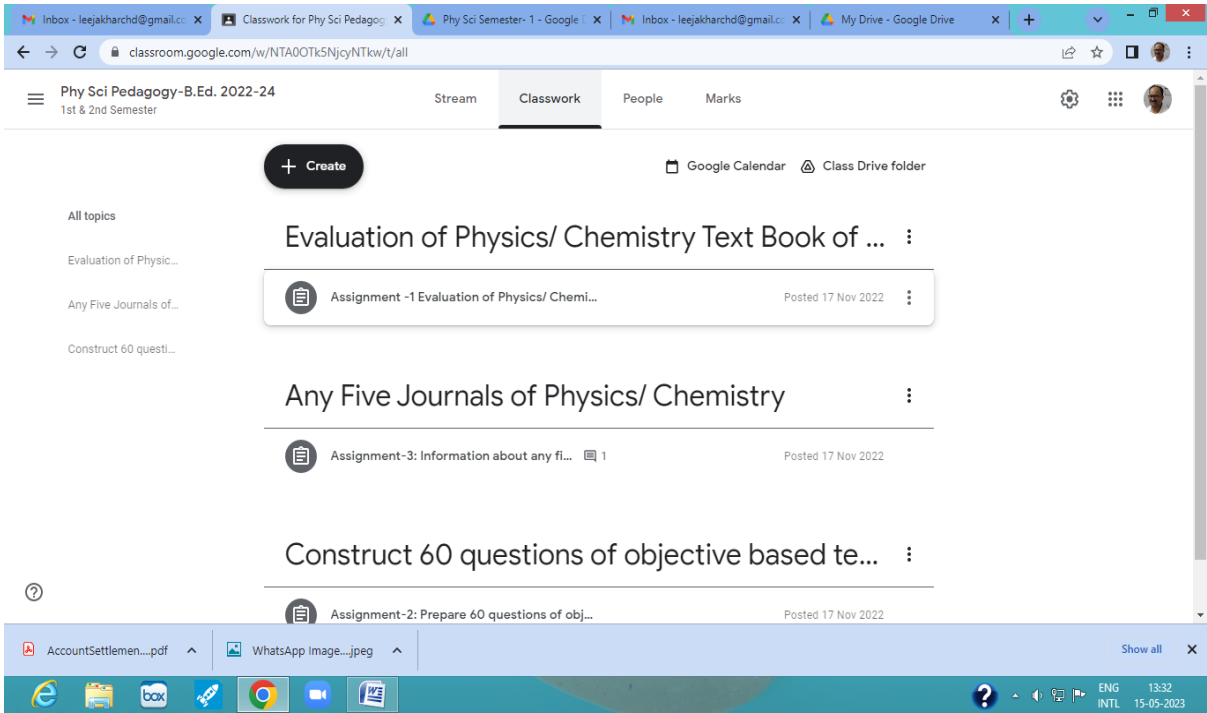 Inbox - leejakharchd@gmail.cc
Classwork for Phy Sci Pedagog
Phy Sci Semester- 1 - Google D
Inbox - leejakharchd@gmail.cc
My Drive - Google Drive
classroom.google.com/w/NTA0OTk5NjcyNTkw/t/all
Phy Sci Pedagogy-B.Ed. 2022-24
1st & 2nd Semester
Stream Classwork People Marks
+ Create
Google Calendar Class Drive folder
All topics
Evaluation of Physic...
Any Five Journals of...
Construct 60 questi...
Evaluation of Physics/ Chemistry Text Book of ...
Assignment -1 Evaluation of Physics/ Chemi... Posted 17 Nov 2022
Any Five Journals of Physics/ Chemistry
Assignment-3: Information about any fi... 1 Posted 17 Nov 2022
Construct 60 questions of objective based te...
Assignment-2: Prepare 60 questions of obj... Posted 17 Nov 2022
AccountSettlemen....pdf WhatsApp Image....jpeg Show all
box
ENG 13:32
INTL 15-05-2023